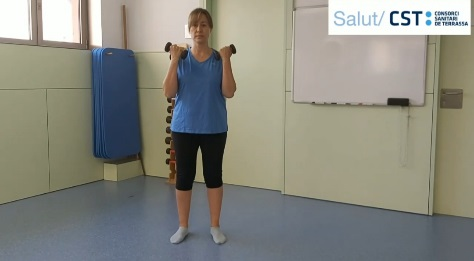 Salut/ CST
CONSORCI
SANITARI
DE TERRASSA